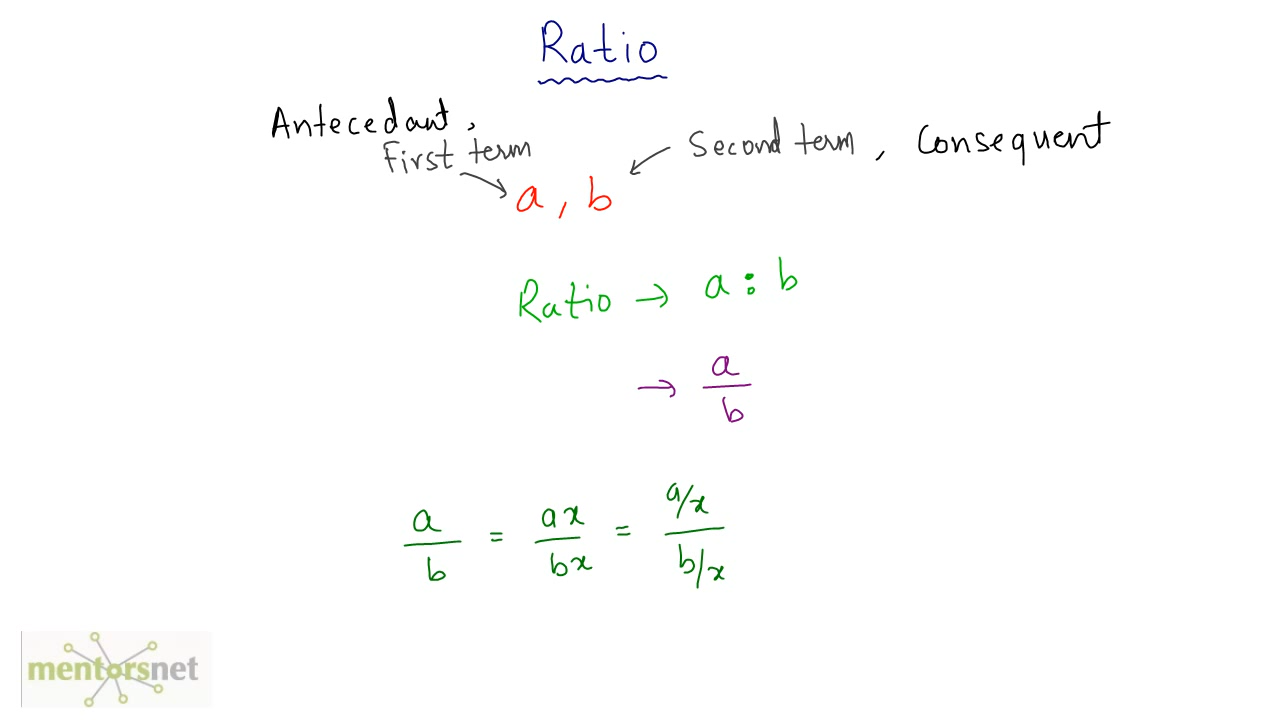 Ratio
Antecedant,
First term
Second term, Consequent
a, b
Ratio → a : b
→ a/b
a/b = ax/bx = a/x / b/x
mentorsnet